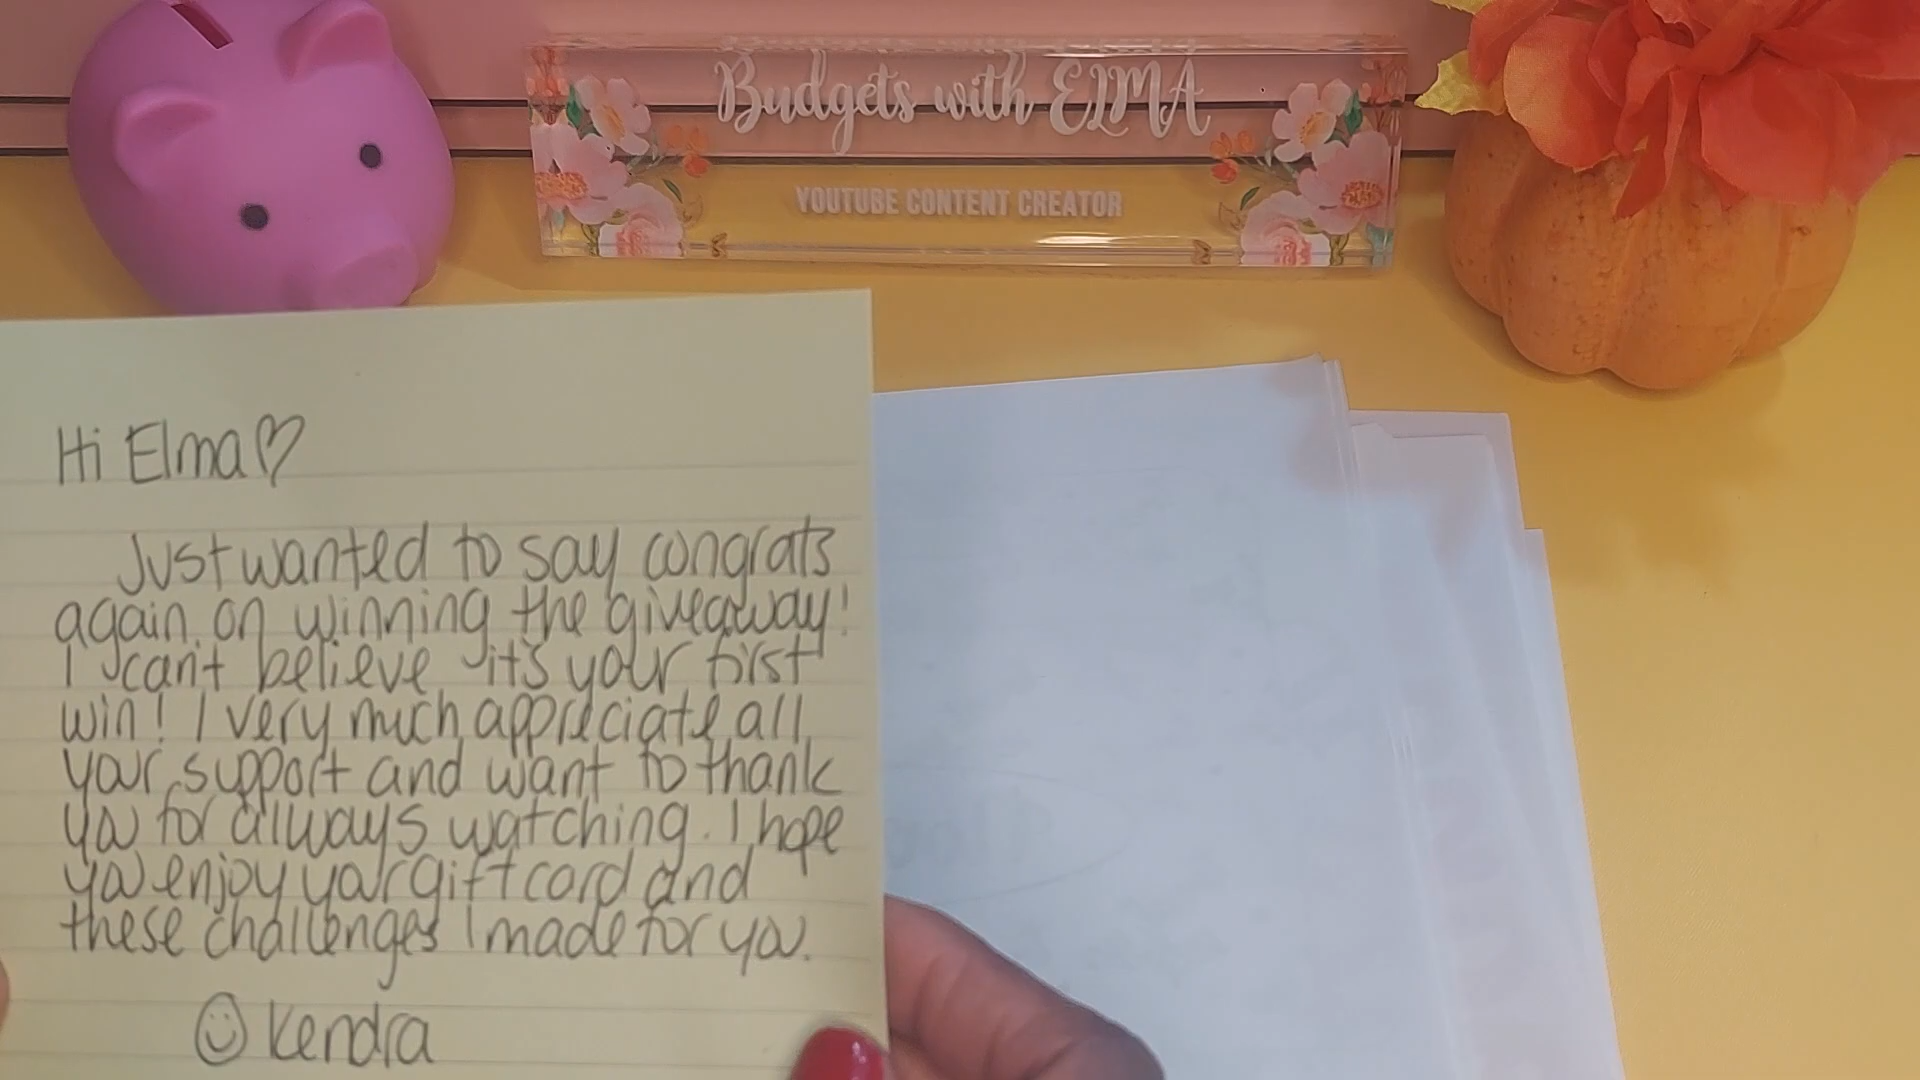 Budgets with ELMA
YOUTUBE CONTENT CREATOR
Hi Elma♡
Just wanted to say congrats
again on winning the giveaway!
I can't believe it's your first
win! I very much appreciate all
your support and want to thank
you for always watching. I hope
you enjoy your gift card and
these challenges I made for you.
☺ Kendra